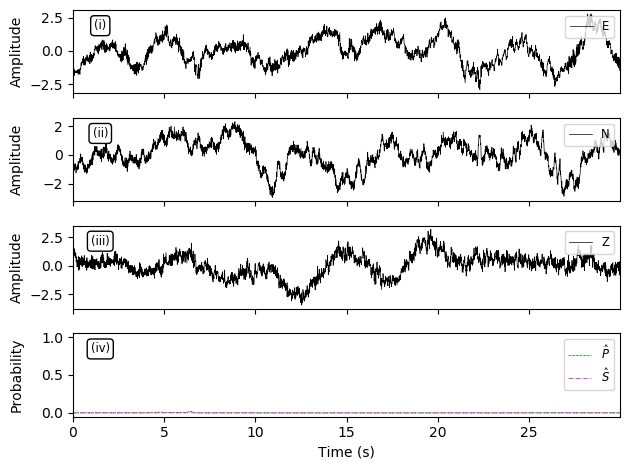 (i)
E
Amplitude
2.5
0.0
−2.5
(ii)
N
Amplitude
2
0
−2
(iii)
Z
Amplitude
2.5
0.0
−2.5
(iv)
P̂
Ŝ
Probability
1.0
0.5
0.0
0 5 10 15 20 25
Time (s)